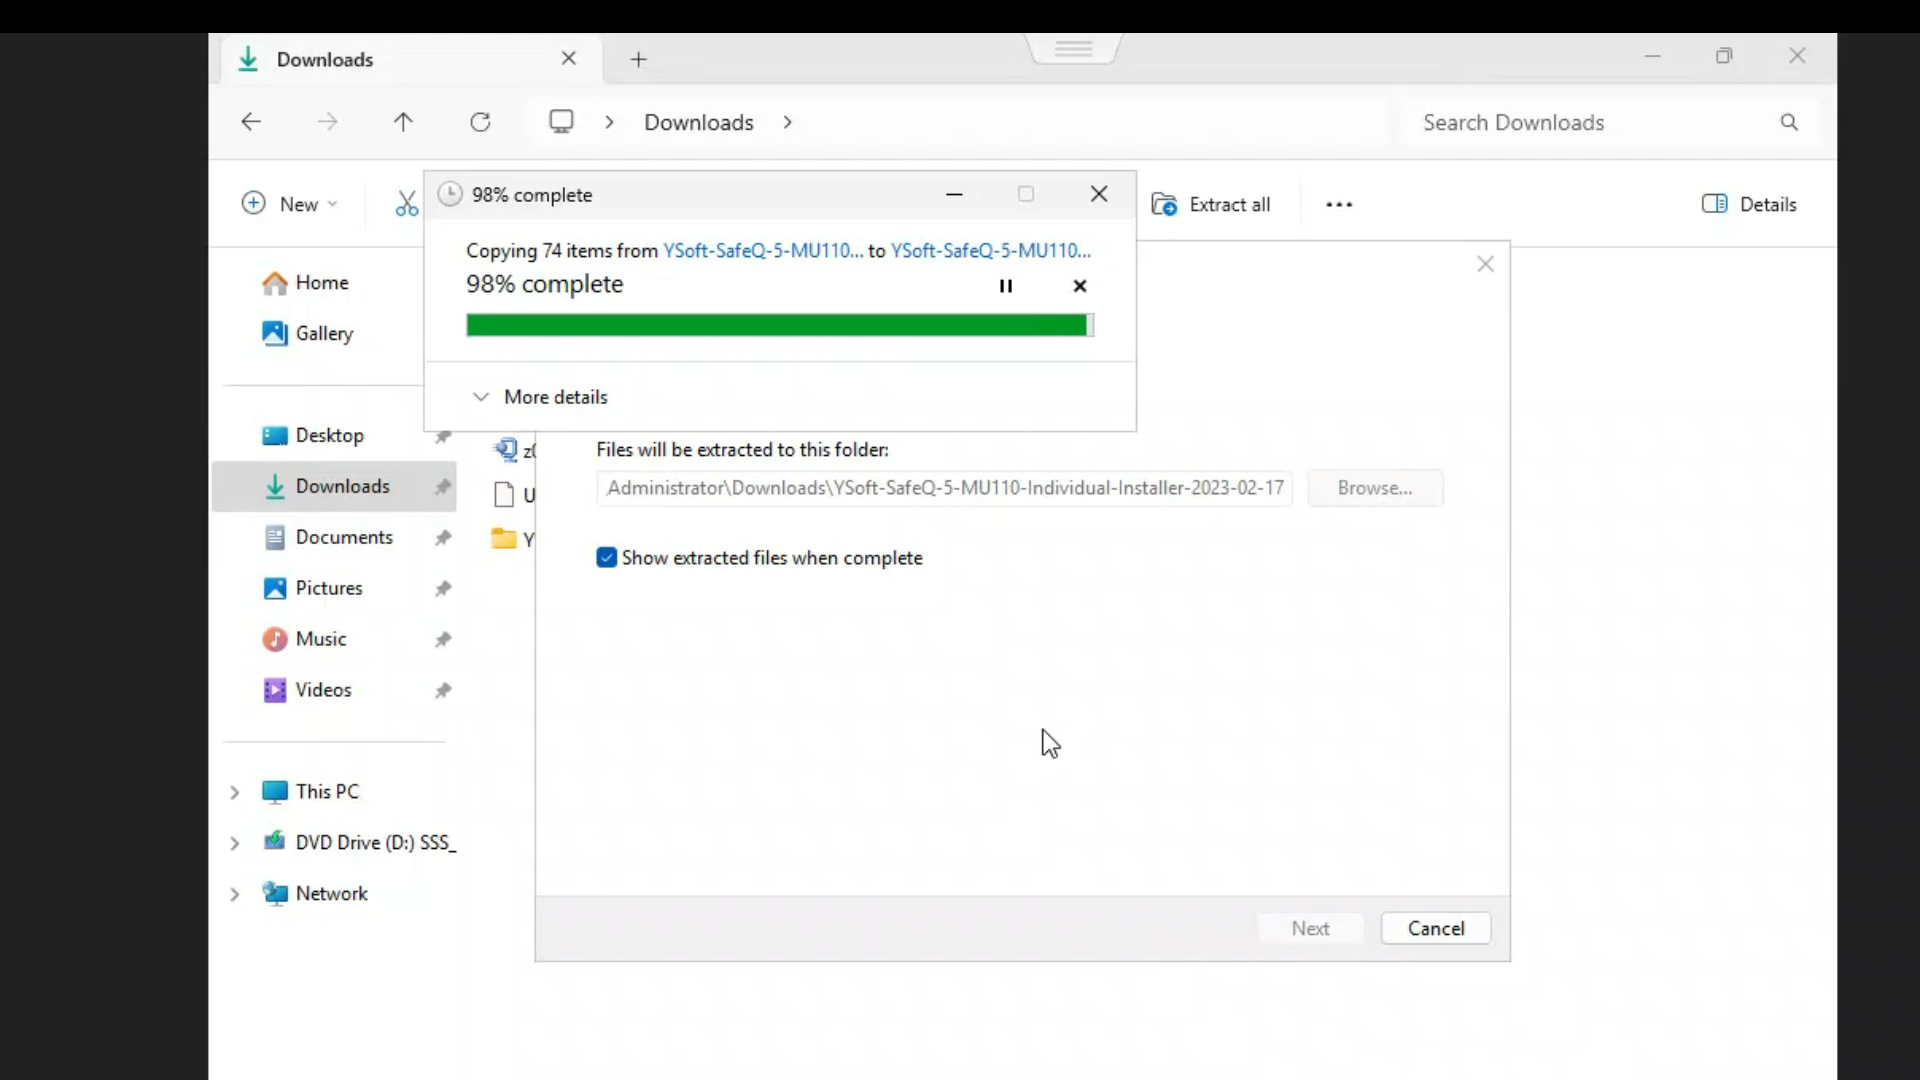 Downloads
Downloads
Search Downloads
New
98% complete
Extract all
Details
Copying 74 items from YSoft-SafeQ-5-MU110... to YSoft-SafeQ-5-MU110...
98% complete
More details
Home
Gallery
Desktop
Downloads
Documents
Pictures
Music
Videos
This PC
DVD Drive (D:) SSS_
Network
Files will be extracted to this folder:
Administrator\Downloads\YSoft-SafeQ-5-MU110-Individual-Installer-2023-02-17
Browse...
Show extracted files when complete
Next
Cancel